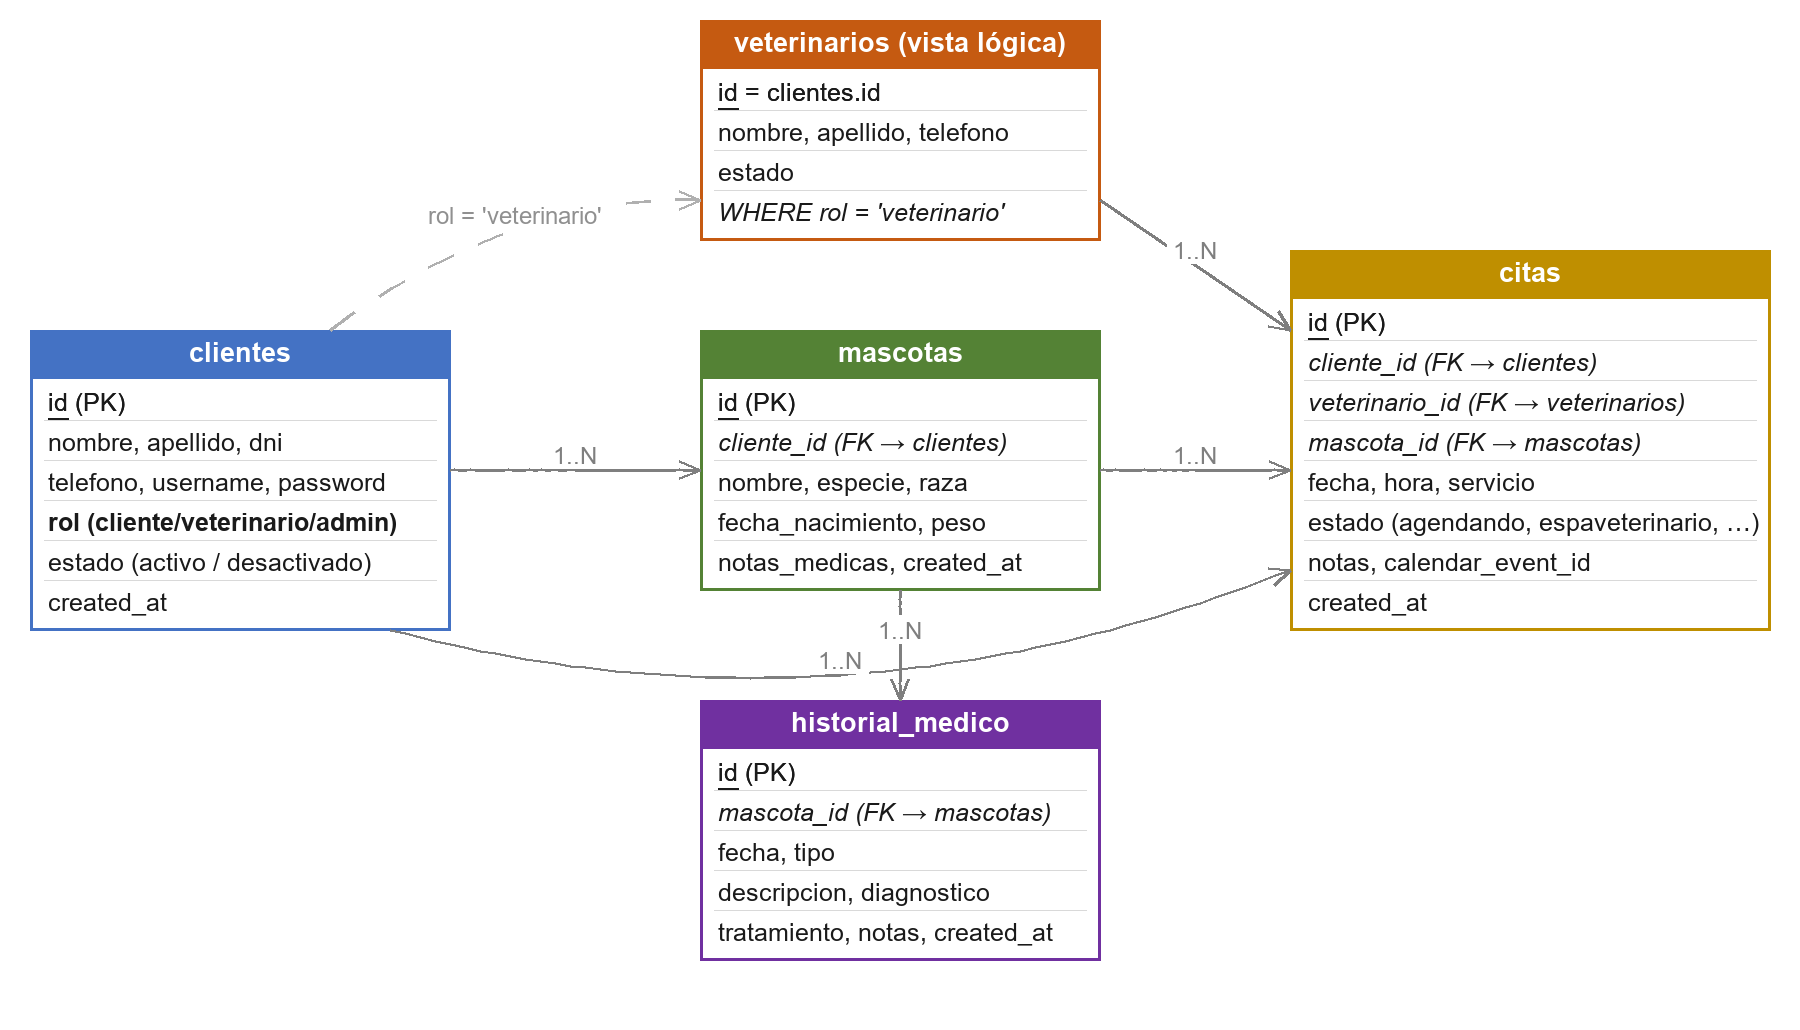 veterinarios (vista lógica)
id = clientes.id
nombre, apellido, telefono
estado
WHERE rol = 'veterinario'
rol = 'veterinario'
1..N
clientes
id (PK)
nombre, apellido, dni
telefono, username, password
rol (cliente/veterinario/admin)
estado (activo / desactivado)
created_at
1..N
mascotas
id (PK)
cliente_id (FK → clientes)
nombre, especie, raza
fecha_nacimiento, peso
notas_medicas, created_at
1..N
citas
id (PK)
cliente_id (FK → clientes)
veterinario_id (FK → veterinarios)
mascota_id (FK → mascotas)
fecha, hora, servicio
estado (agendando, espaveterinario, …)
notas, calendar_event_id
created_at
1..N
1..N
historial_medico
id (PK)
mascota_id (FK → mascotas)
fecha, tipo
descripcion, diagnostico
tratamiento, notas, created_at